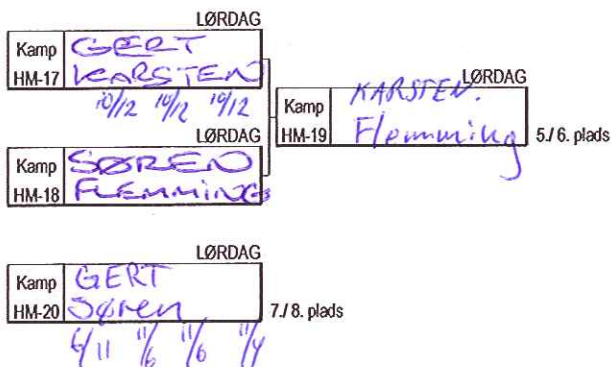 LØRDAG
Kamp GERT
HM-17 KARSTEN
10/12 10/12 10/12
LØRDAG
Kamp SØREN
HM-18 FLEMMING
LØRDAG
Kamp KARSTEN.
HM-19 Flemming 5./6. plads
LØRDAG
Kamp GERT
HM-20 Søren 7./8. plads
6/11 11/6 11/6 11/4